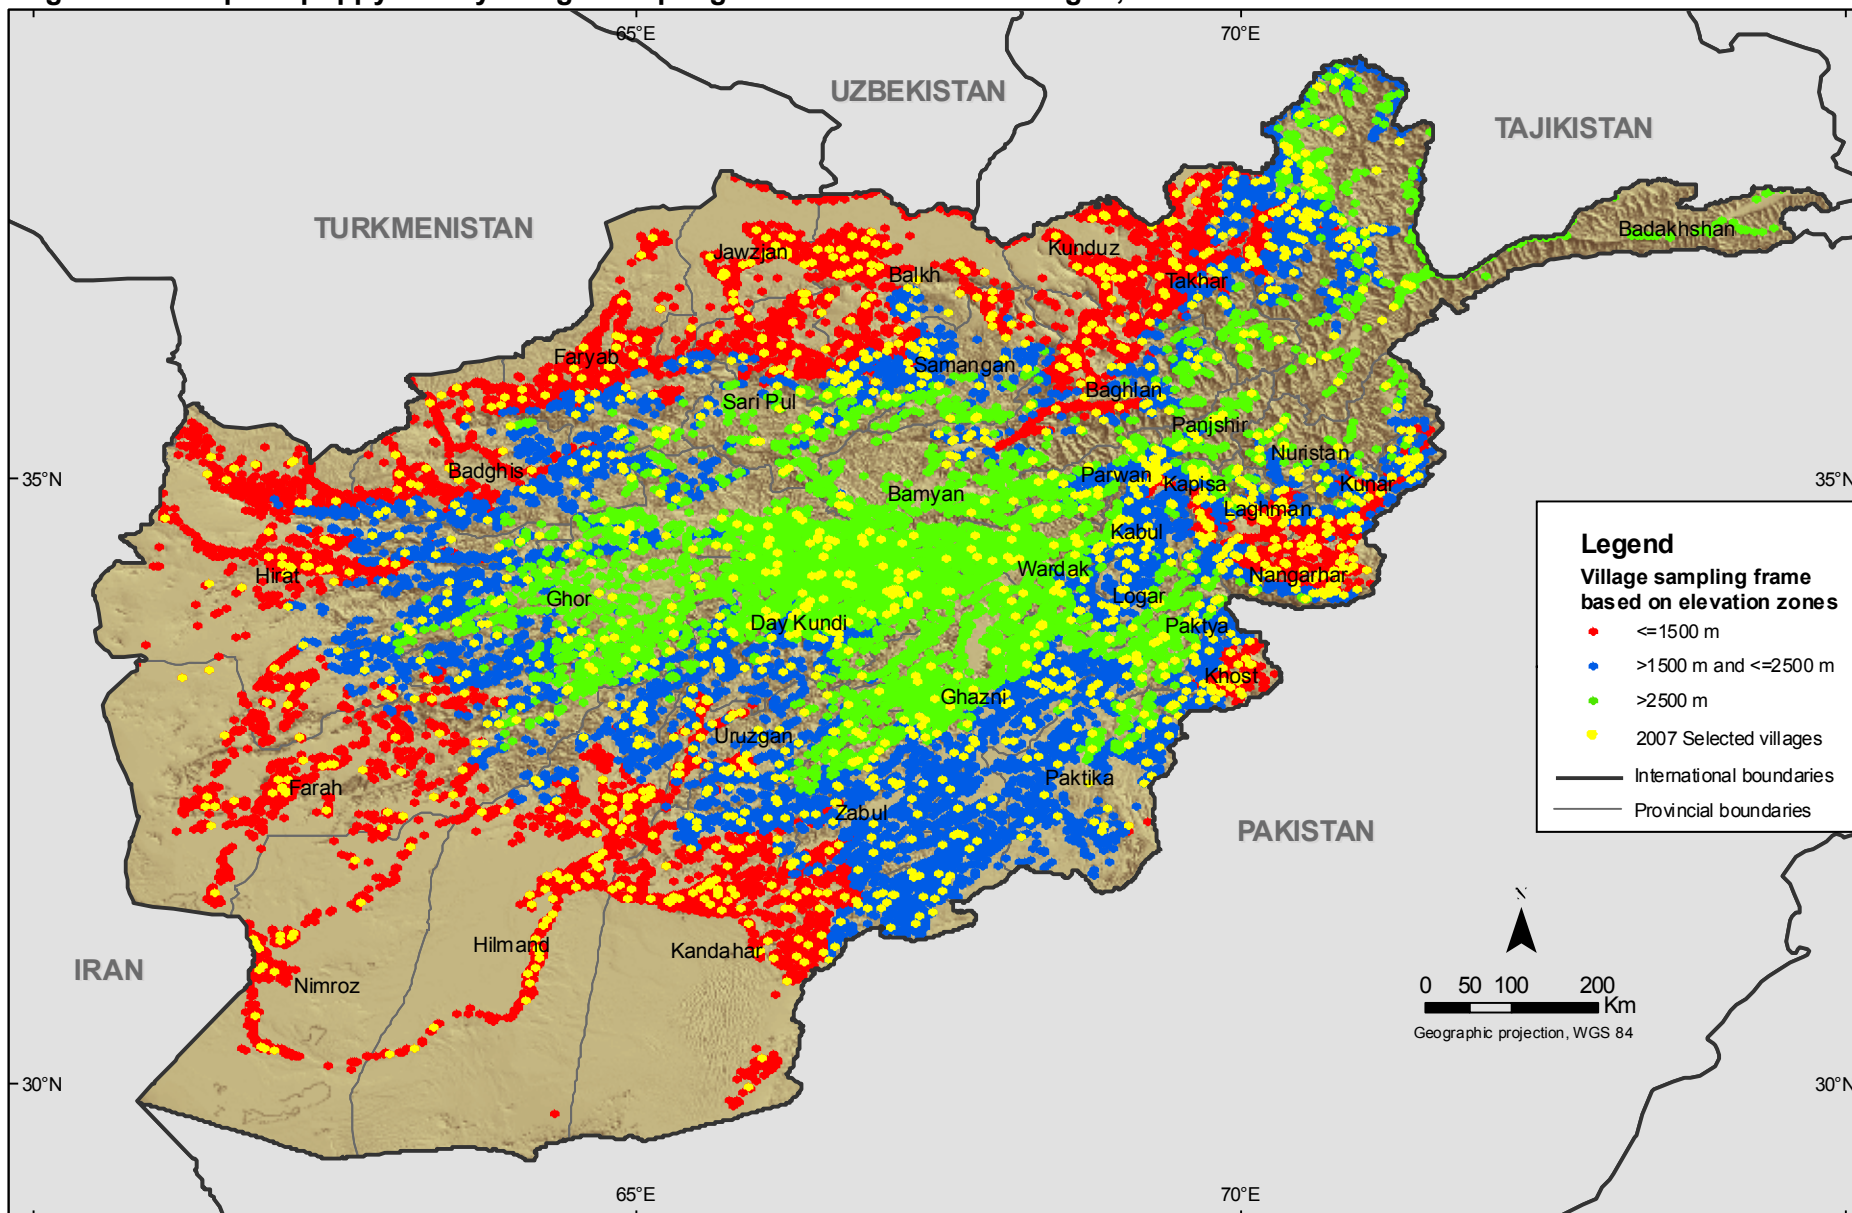 65°E
70°E
UZBEKISTAN
TAJIKISTAN
TURKMENISTAN
Badakhshan
Jawzjan
Kunduz
Balkh
Takhar
Faryab
Samangan
Baghlan
Sari Pul
Panjshir
Badghis
Nuristan
35°N
35°N
Parwan
Kapisa
Kunar
Bamyan
Laghman
Kabul
Hirat
Wardak
Nangarhar
Ghor
Logar
Day Kundi
Paktya
Khost
Ghazni
Uruzgan
Farah
Paktika
Zabul
PAKISTAN
Hilmand
Kandahar
IRAN
Nimroz
Legend
Village sampling frame
based on elevation zones
<=1500 m
>1500 m and <=2500 m
>2500 m
2007 Selected villages
International boundaries
Provincial boundaries
N
0 50 100 200
Km
Geographic projection, WGS 84
30°N
30°N
65°E
70°E